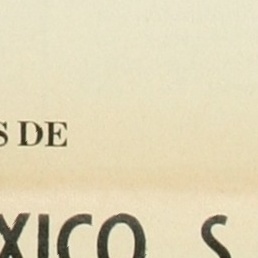 S DE
XICO, S